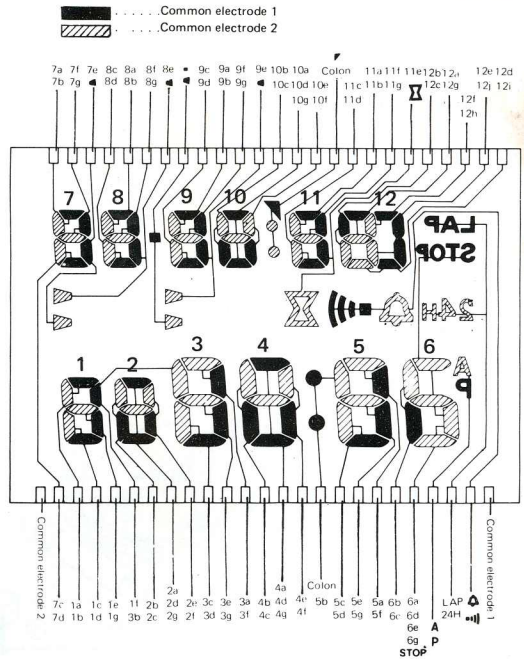 . . . . . . Common electrode 1
. . . . . . Common electrode 2
7a 7f 7e 8c 8a 8f 8e 9c 9a 9f 9e 10b 10a Colon 11a 11f 11e 12b 12a 12e 12d
7b 7g 8d 8b 8g 9d 9b 9g 10c 10d 10e 11c 11b 11g 12c 12g 12f 12j 12i
10g 10f 11d 12h
7 8 9 10 11 12
LAP
STOP
24H
3 4 5 6
1 2
A
P
Common electrode 2
7c 1a 1c 1e 1f 2b 2a 2e 3c 3e 3a 4b 4a 4e Colon 5c 5e 5a 6b 6a LAP
7d 1b 1d 1g 3b 2c 2d 2f 3d 3g 3f 4c 4d 4f 5b 5d 5g 5f 6c 6d 24H
2g 4g 6e A
6g P
STOP
Common electrode 1